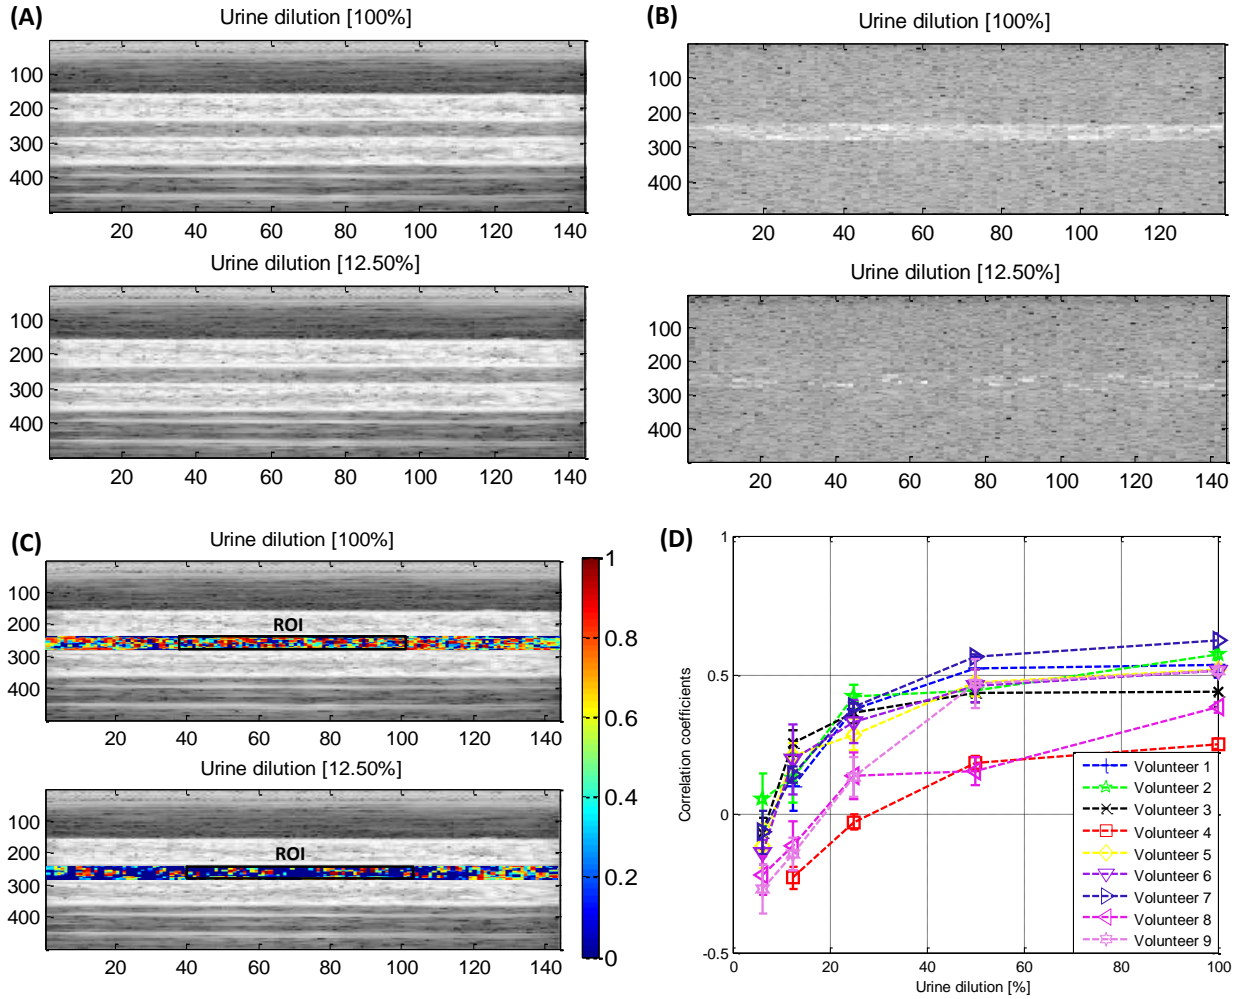 (A)
Urine dilution [100%]
100
200
300
400
20 40 60 80 100 120 140
Urine dilution [12.50%]
100
200
300
400
20 40 60 80 100 120 140
(B)
Urine dilution [100%]
100
200
300
400
20 40 60 80 100 120
Urine dilution [12.50%]
100
200
300
400
20 40 60 80 100 120 140
(C)
Urine dilution [100%]
ROI
100
200
300
400
20 40 60 80 100 120 140
Urine dilution [12.50%]
ROI
100
200
300
400
20 40 60 80 100 120 140
1
0.8
0.6
0.4
0.2
0
(D)
Correlation coefficients
1
0.5
0
-0.5
0 20 40 60 80 100
Urine dilution [%]
Volunteer 1
Volunteer 2
Volunteer 3
Volunteer 4
Volunteer 5
Volunteer 6
Volunteer 7
Volunteer 8
Volunteer 9